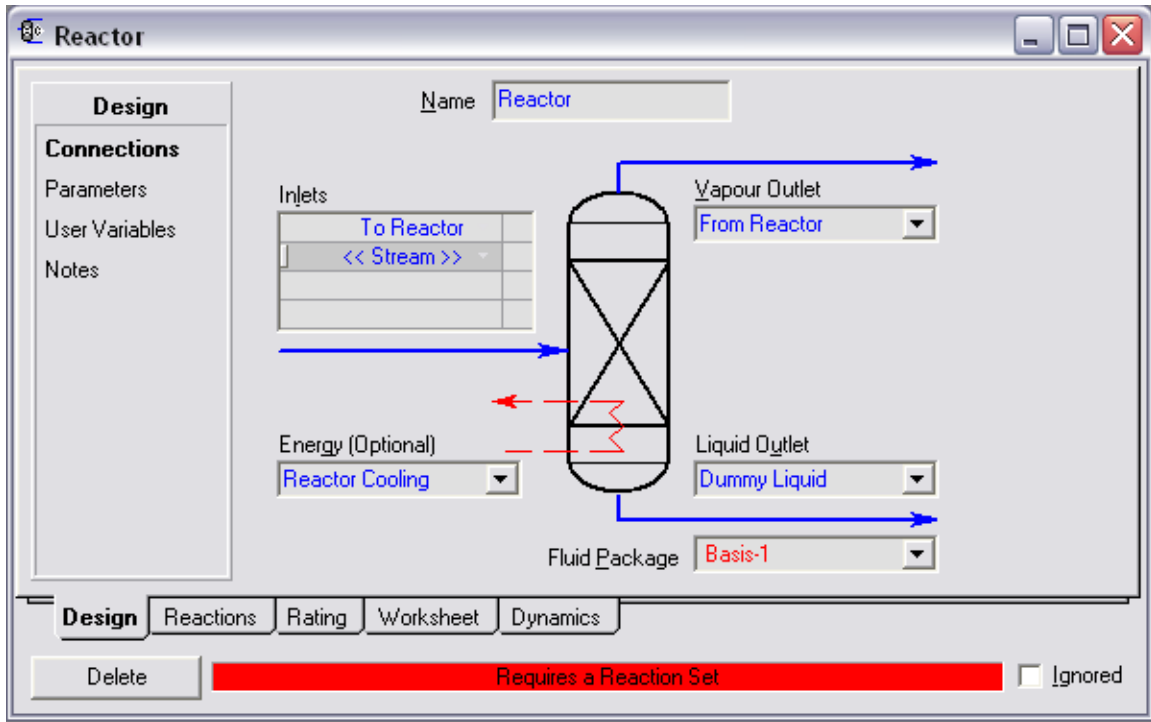 Reactor
Design
Connections
Parameters
User Variables
Notes
Name Reactor
Inlets
To Reactor
<< Stream >>
Vapour Outlet
From Reactor
Energy (Optional)
Reactor Cooling
Liquid Outlet
Dummy Liquid
Fluid Package Basis-1
Design Reactions Rating Worksheet Dynamics
Delete Requires a Reaction Set Ignored